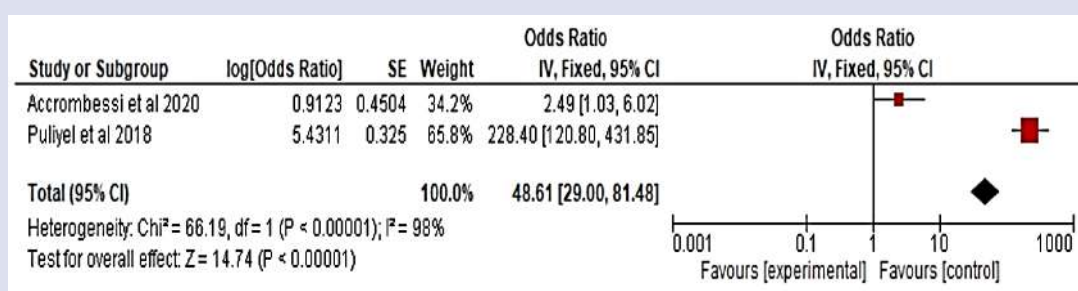 Odds Ratio Odds Ratio
Study or Subgroup log[Odds Ratio] SE Weight IV, Fixed, 95% CI IV, Fixed, 95% CI
Accrombessi et al 2020 0.9123 0.4504 34.2% 2.49 [1.03, 6.02]
Puliyel et al 2018 5.4311 0.325 65.8% 228.40 [120.80, 431.85]
Total (95% CI) 100.0% 48.61 [29.00, 81.48]
Heterogeneity: Chi² = 66.19, df = 1 (P < 0.00001); I² = 98%
Test for overall effect: Z = 14.74 (P < 0.00001)
0.001 0.1 1 10 1000
Favours [experimental] Favours [control]